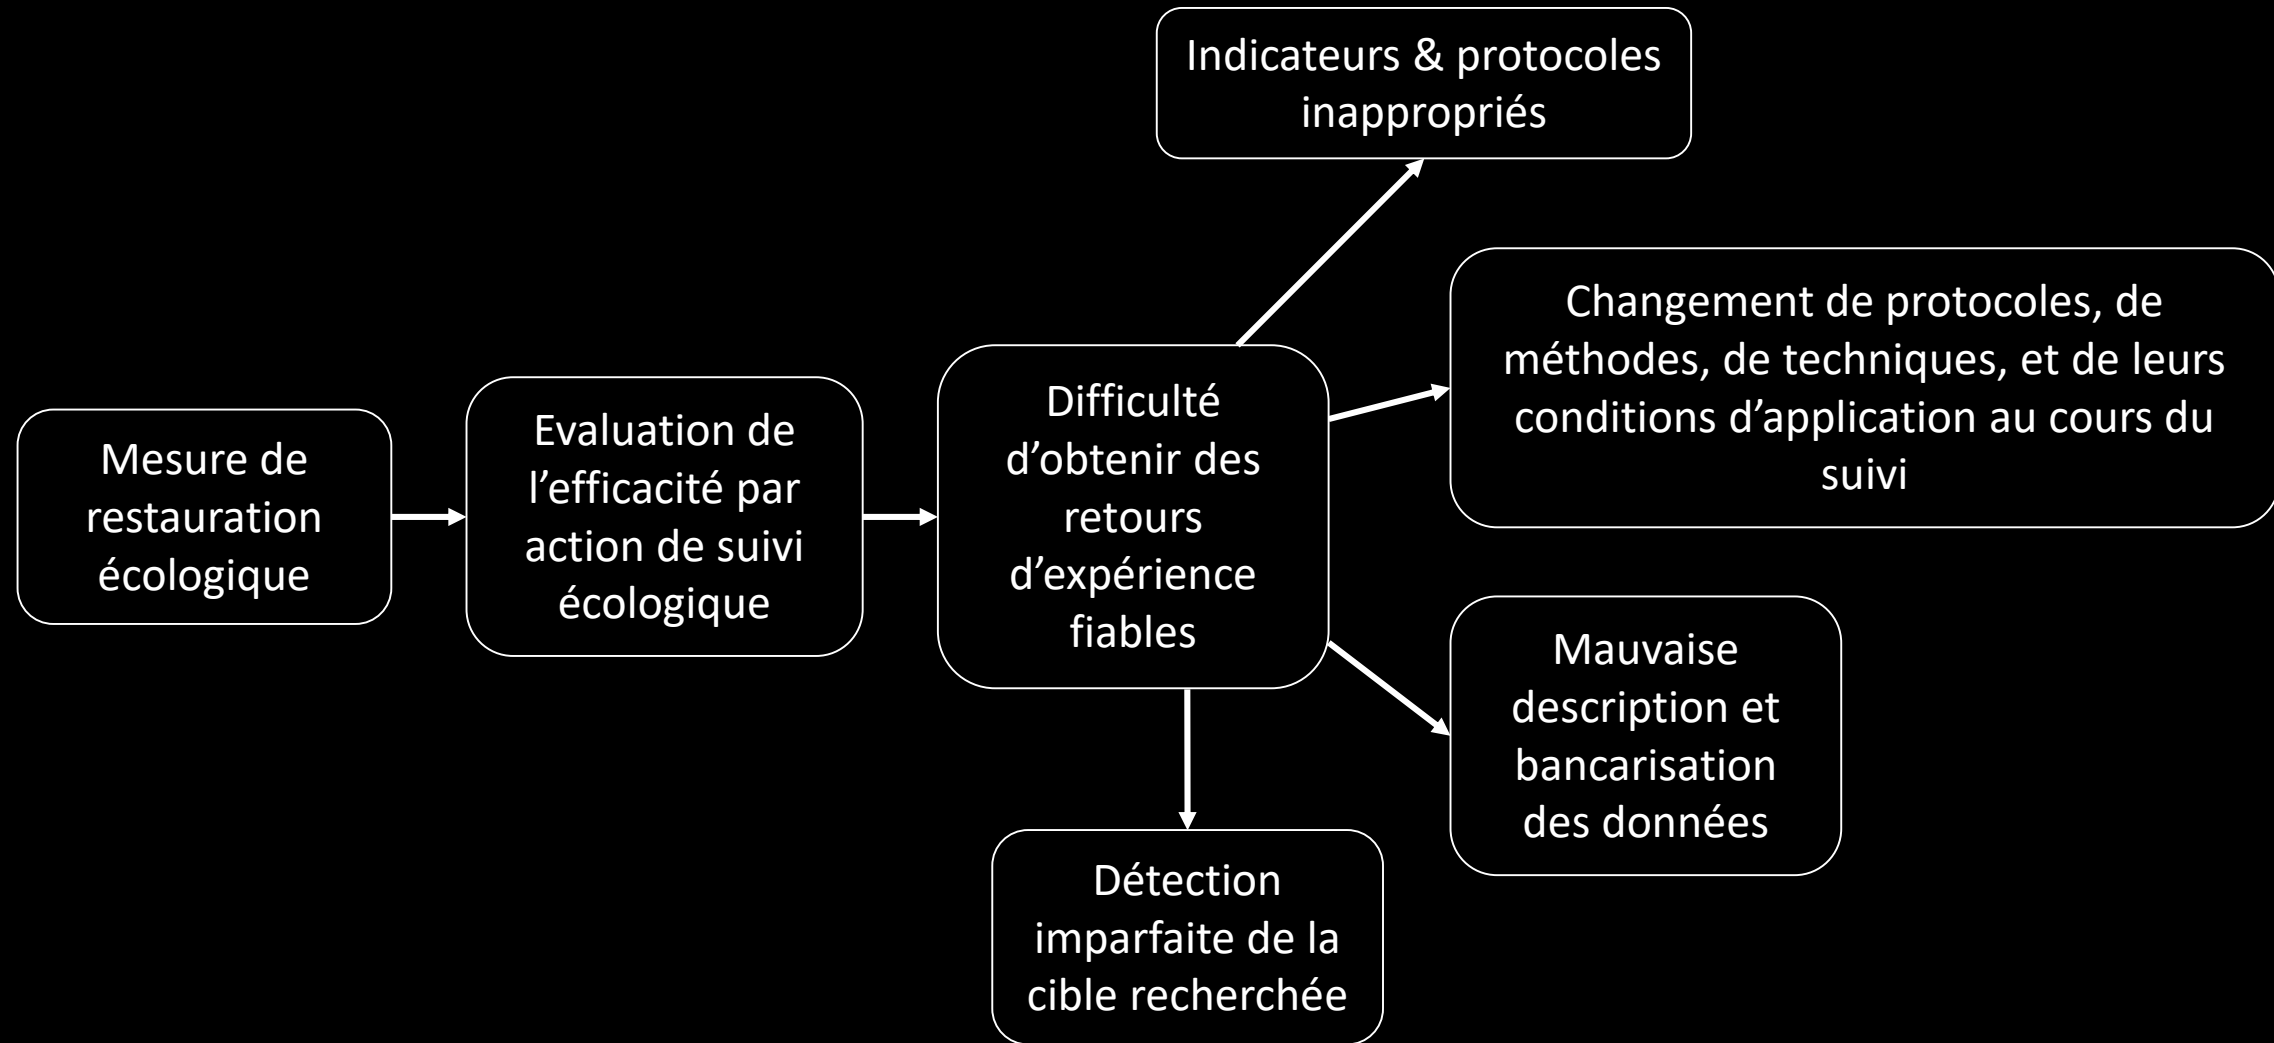 Indicateurs & protocoles
inappropriés
Changement de protocoles, de
méthodes, de techniques, et de leurs
conditions d’application au cours du
suivi
Mesure de
restauration
écologique
Evaluation de
l’efficacité par
action de suivi
écologique
Difficulté
d’obtenir des
retours
d’expérience
fiables
Mauvaise
description et
bancarisation
des données
Détection
imparfaite de la
cible recherchée